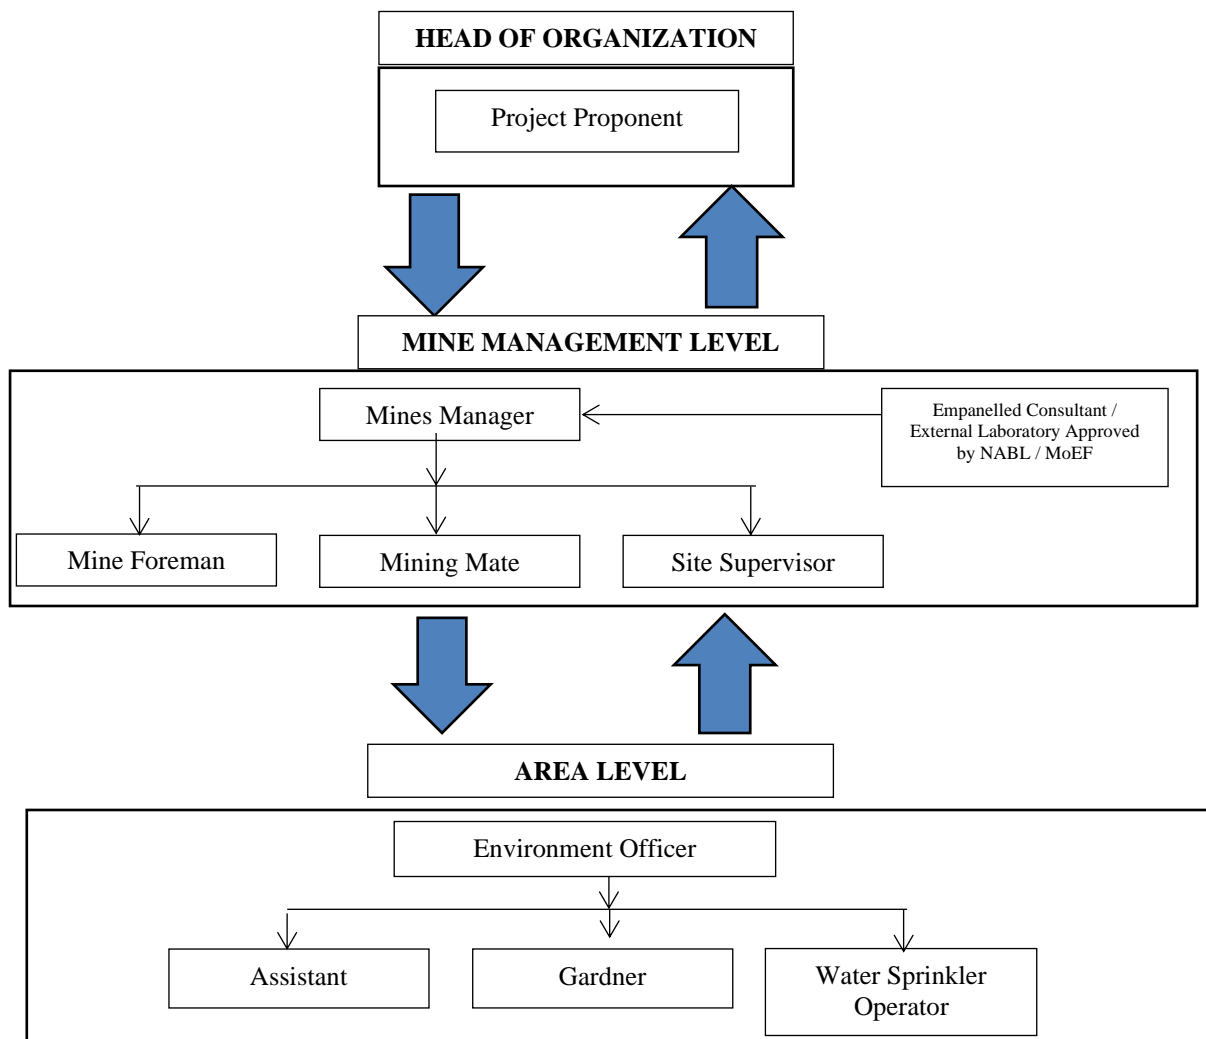 HEAD OF ORGANIZATION
Project Proponent
MINE MANAGEMENT LEVEL
Mines Manager
Empanelled Consultant /
External Laboratory Approved
by NABL / MoEF
Mine Foreman
Mining Mate
Site Supervisor
AREA LEVEL
Environment Officer
Assistant
Gardner
Water Sprinkler
Operator